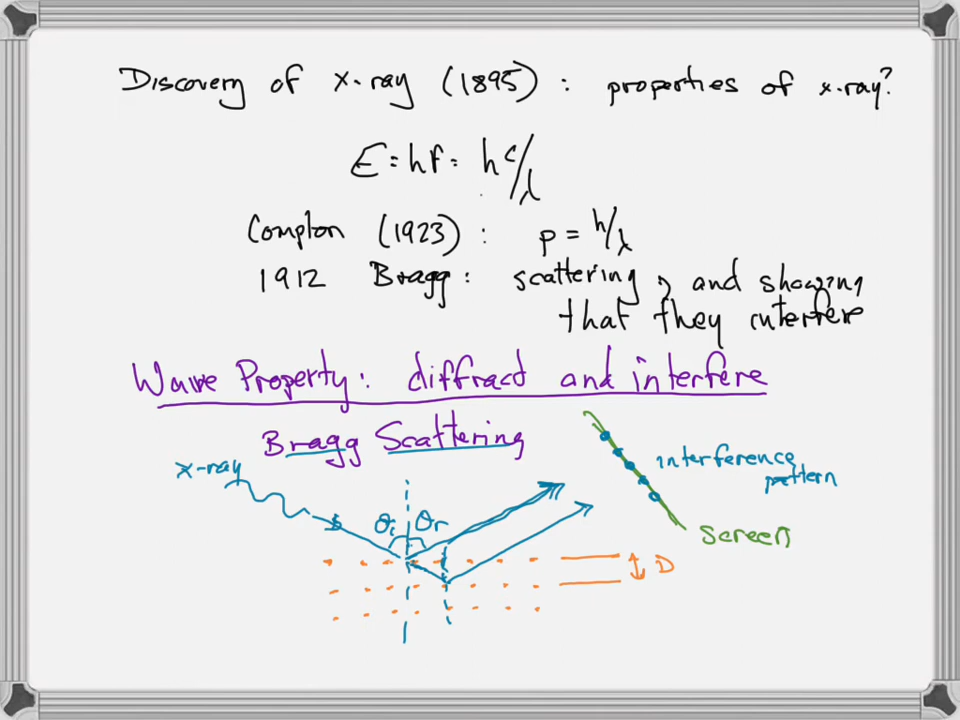 Discovery of x-ray (1895) : properties of x-ray?
E = hf = hc/λ
Compton (1923) : p = h/λ
1912 Bragg : scattering, and showing
that they interfere
Wave Property: diffract and interfere
Bragg Scattering
x-ray
interference
pattern
θi θr
screen
D